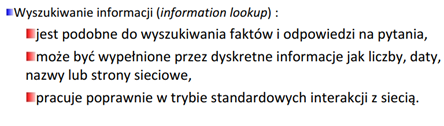 Wyszukiwanie informacji (information lookup) :
jest podobne do wyszukiwania faktów i odpowiedzi na pytania,
może być wypełnione przez dyskretne informacje jak liczby, daty,
nazwy lub strony sieciowe,
pracuje poprawnie w trybie standardowych interakcji z siecią.